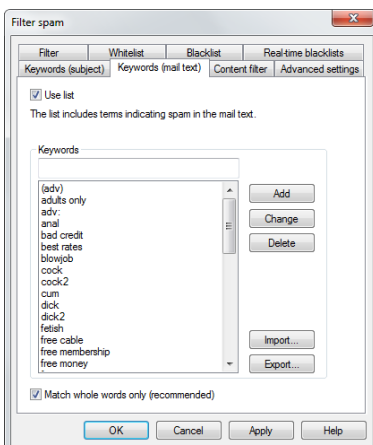 Filter spam
Filter Whitelist Blacklist Real-time blacklists
Keywords (subject) Keywords (mail text) Content filter Advanced settings
Use list
The list includes terms indicating spam in the mail text.
Keywords
(adv)
adults only
adv:
anal
bad credit
best rates
blowjob
cock
cock2
cum
dick
dick2
fetish
free cable
free membership
free money
Add
Change
Delete
Import...
Export...
Match whole words only (recommended)
OK Cancel Apply Help